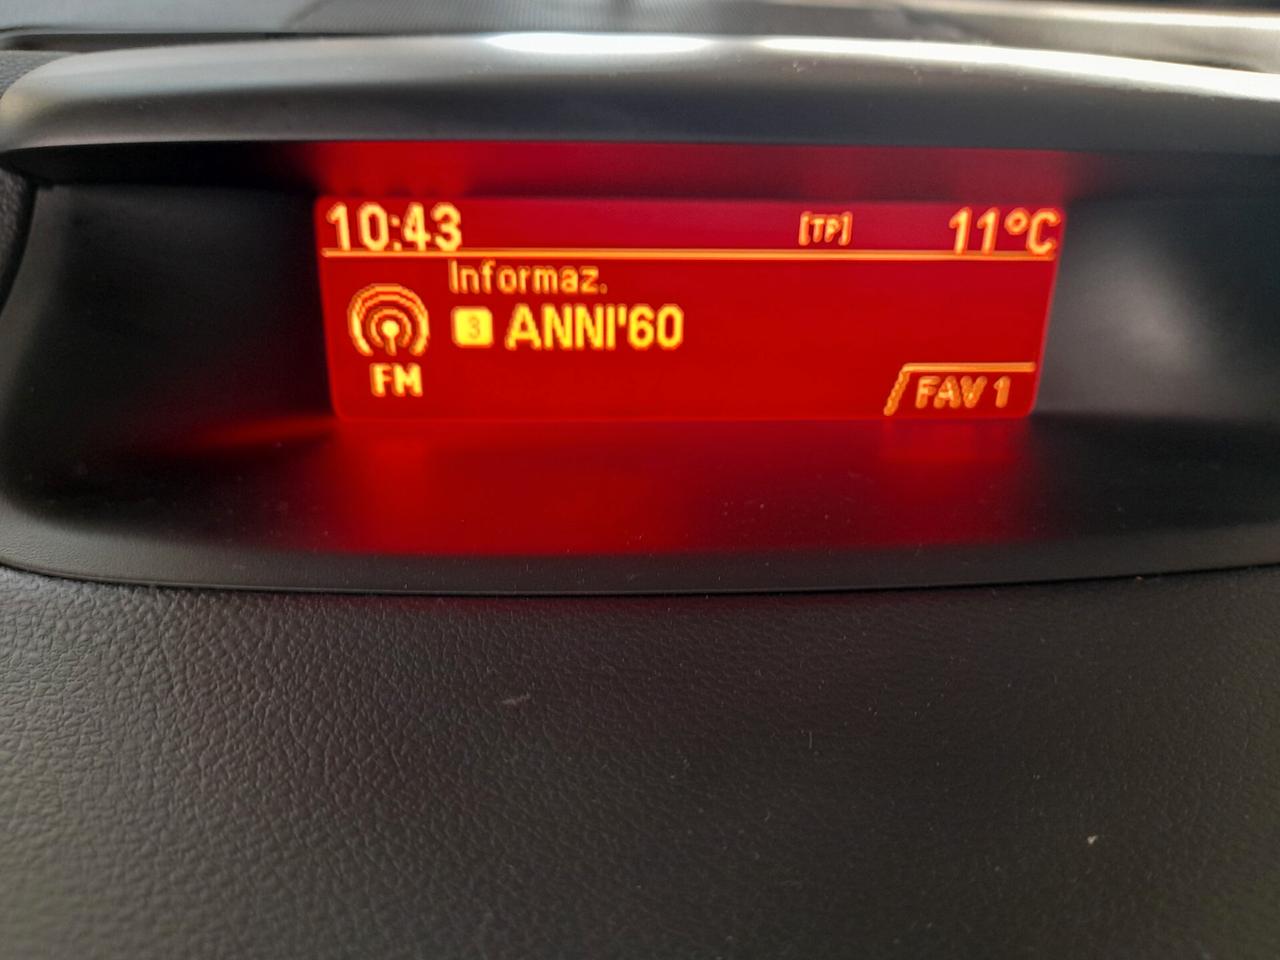 10:43 [TP] 11°C
Informaz.
3 ANNI'60
FM
FAV 1